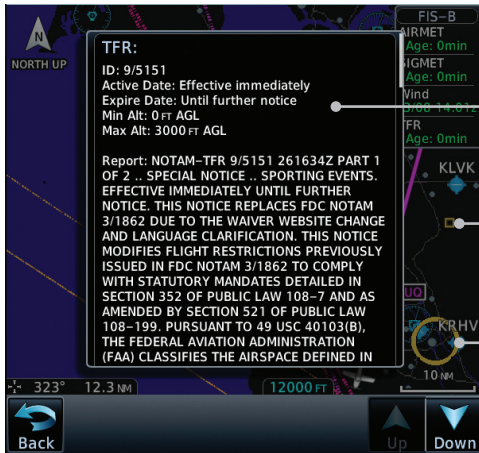 N
NORTH UP
TFR:
ID: 9/5151
Active Date: Effective immediately
Expire Date: Until further notice
Min Alt: 0 FT AGL
Max Alt: 3000 FT AGL
Report: NOTAM-TFR 9/5151 261634Z PART 1
OF 2 .. SPECIAL NOTICE .. SPORTING EVENTS.
EFFECTIVE IMMEDIATELY UNTIL FURTHER
NOTICE. THIS NOTICE REPLACES FDC NOTAM
3/1862 DUE TO THE WAIVER WEBSITE CHANGE
AND LANGUAGE CLARIFICATION. THIS NOTICE
MODIFIES FLIGHT RESTRICTIONS PREVIOUSLY
ISSUED IN FDC NOTAM 3/1862 TO COMPLY
WITH STATUTORY MANDATES DETAILED IN
SECTION 352 OF PUBLIC LAW 108-7 AND AS
AMENDED BY SECTION 521 OF PUBLIC LAW
108-199. PURSUANT TO 49 USC 40103(B),
THE FEDERAL AVIATION ADMINISTRATION
(FAA) CLASSIFIES THE AIRSPACE DEFINED IN
FIS-B
AIRMET
Age: 0min
SIGMET
Age: 0min
Wind
/08 14:01z
TFR
Age: 0min
KLVK
UQ
KRHV
10 NM
323°
12.3 NM
12000 FT
Back
Up
Down